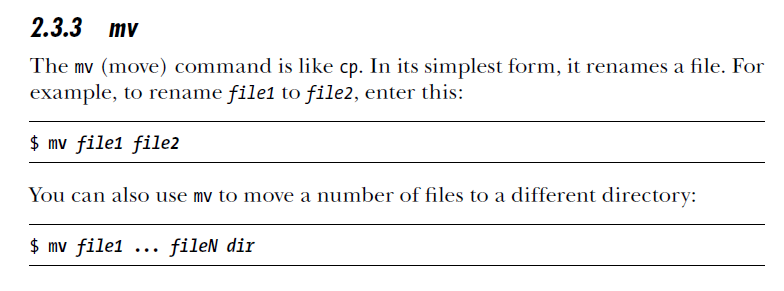 2.3.3 mv
The mv (move) command is like cp. In its simplest form, it renames a file. For
example, to rename file1 to file2, enter this:
$ mv file1 file2
You can also use mv to move a number of files to a different directory:
$ mv file1 ... fileN dir